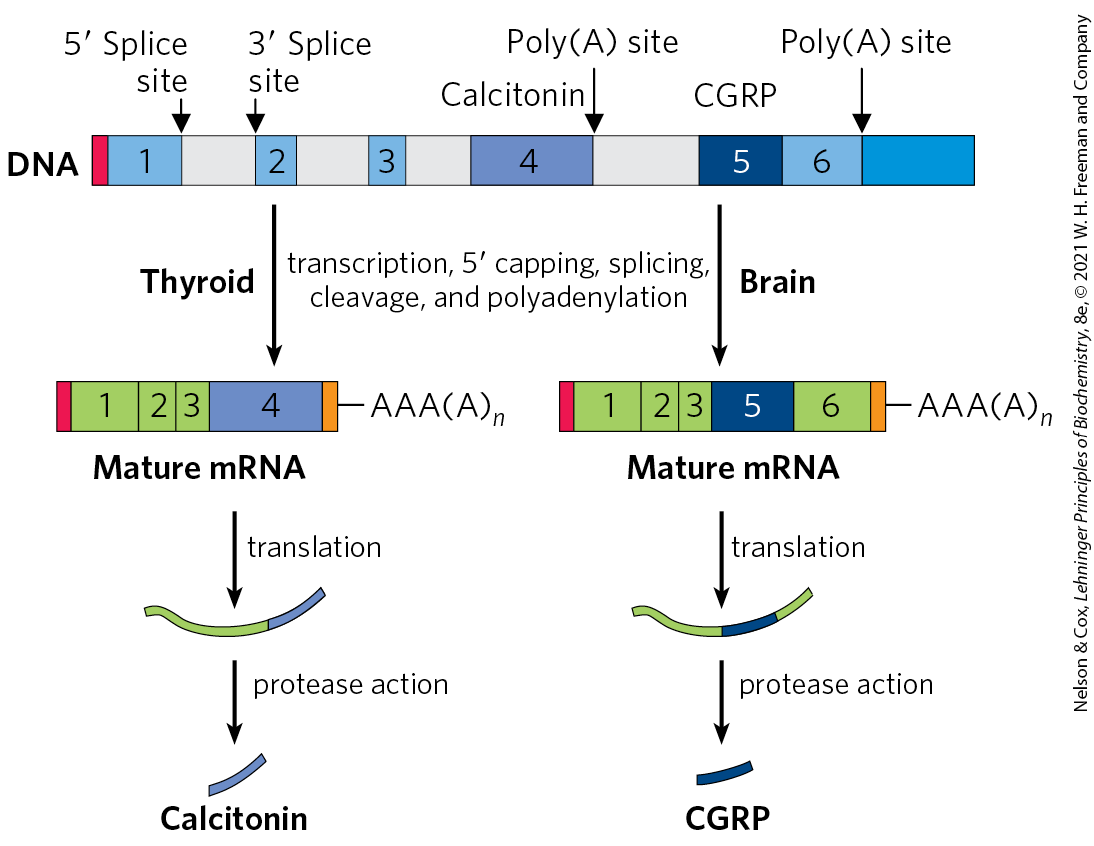 5′ Splice
site
3′ Splice
site
Poly(A) site
Poly(A) site
Calcitonin
CGRP
DNA
1
2
3
4
5
6
Thyroid
transcription, 5′ capping, splicing,
cleavage, and polyadenylation
Brain
1 2 3 4 AAA(A)n
1 2 3 5 6 AAA(A)n
Mature mRNA
Mature mRNA
translation
translation
protease action
protease action
Calcitonin
CGRP
Nelson & Cox, Lehninger Principles of Biochemistry, 8e, © 2021 W. H. Freeman and Company